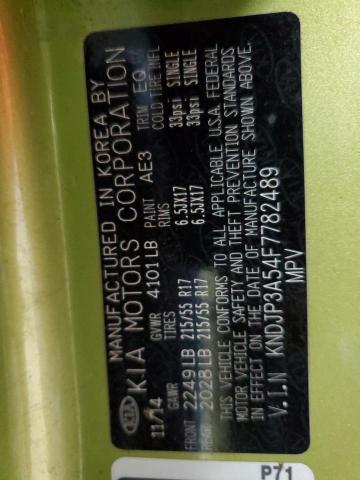 MANUFACTURED IN KOREA BY
KIA KIA MOTORS CORPORATION
11/14 GVWR 4101LB PAINT AE3 TRIM EQ
GAWR TIRES RIMS COLD TIRE INFL
FRONT 2249LB 215/55 R17 6.5JX17 33psi SINGLE
REAR 2028LB 215/55 R17 6.5JX17 33psi SINGLE
THIS VEHICLE CONFORMS TO ALL APPLICABLE U.S.A. FEDERAL
MOTOR VEHICLE SAFETY AND THEFT PREVENTION STANDARDS
IN EFFECT ON THE DATE OF MANUFACTURE SHOWN ABOVE.
V.I.N KNDJP3A54F7782489
MPV
P71